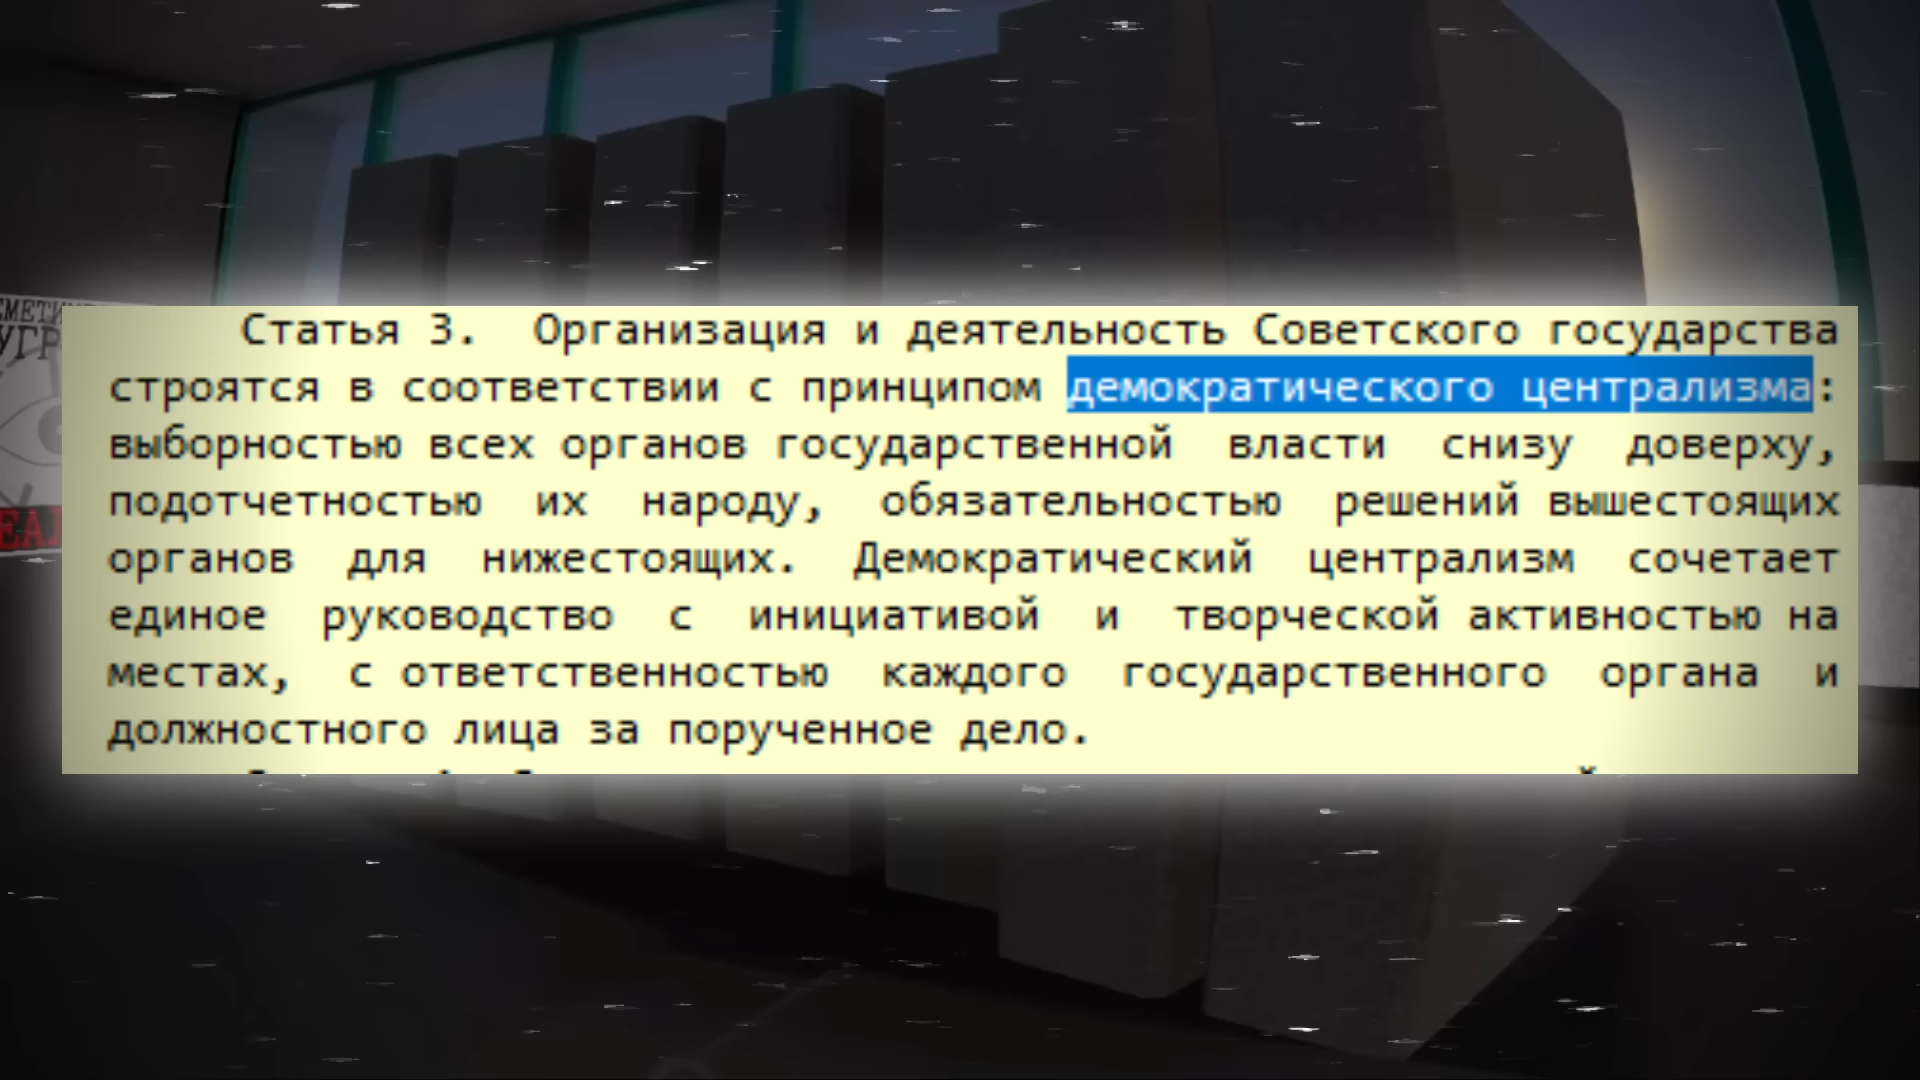 Статья 3. Организация и деятельность Советского государства
строятся в соответствии с принципом демократического централизма:
выборностью всех органов государственной власти снизу доверху,
подотчетностью их народу, обязательностью решений вышестоящих
органов для нижестоящих. Демократический централизм сочетает
единое руководство с инициативой и творческой активностью на
местах, с ответственностью каждого государственного органа и
должностного лица за порученное дело.